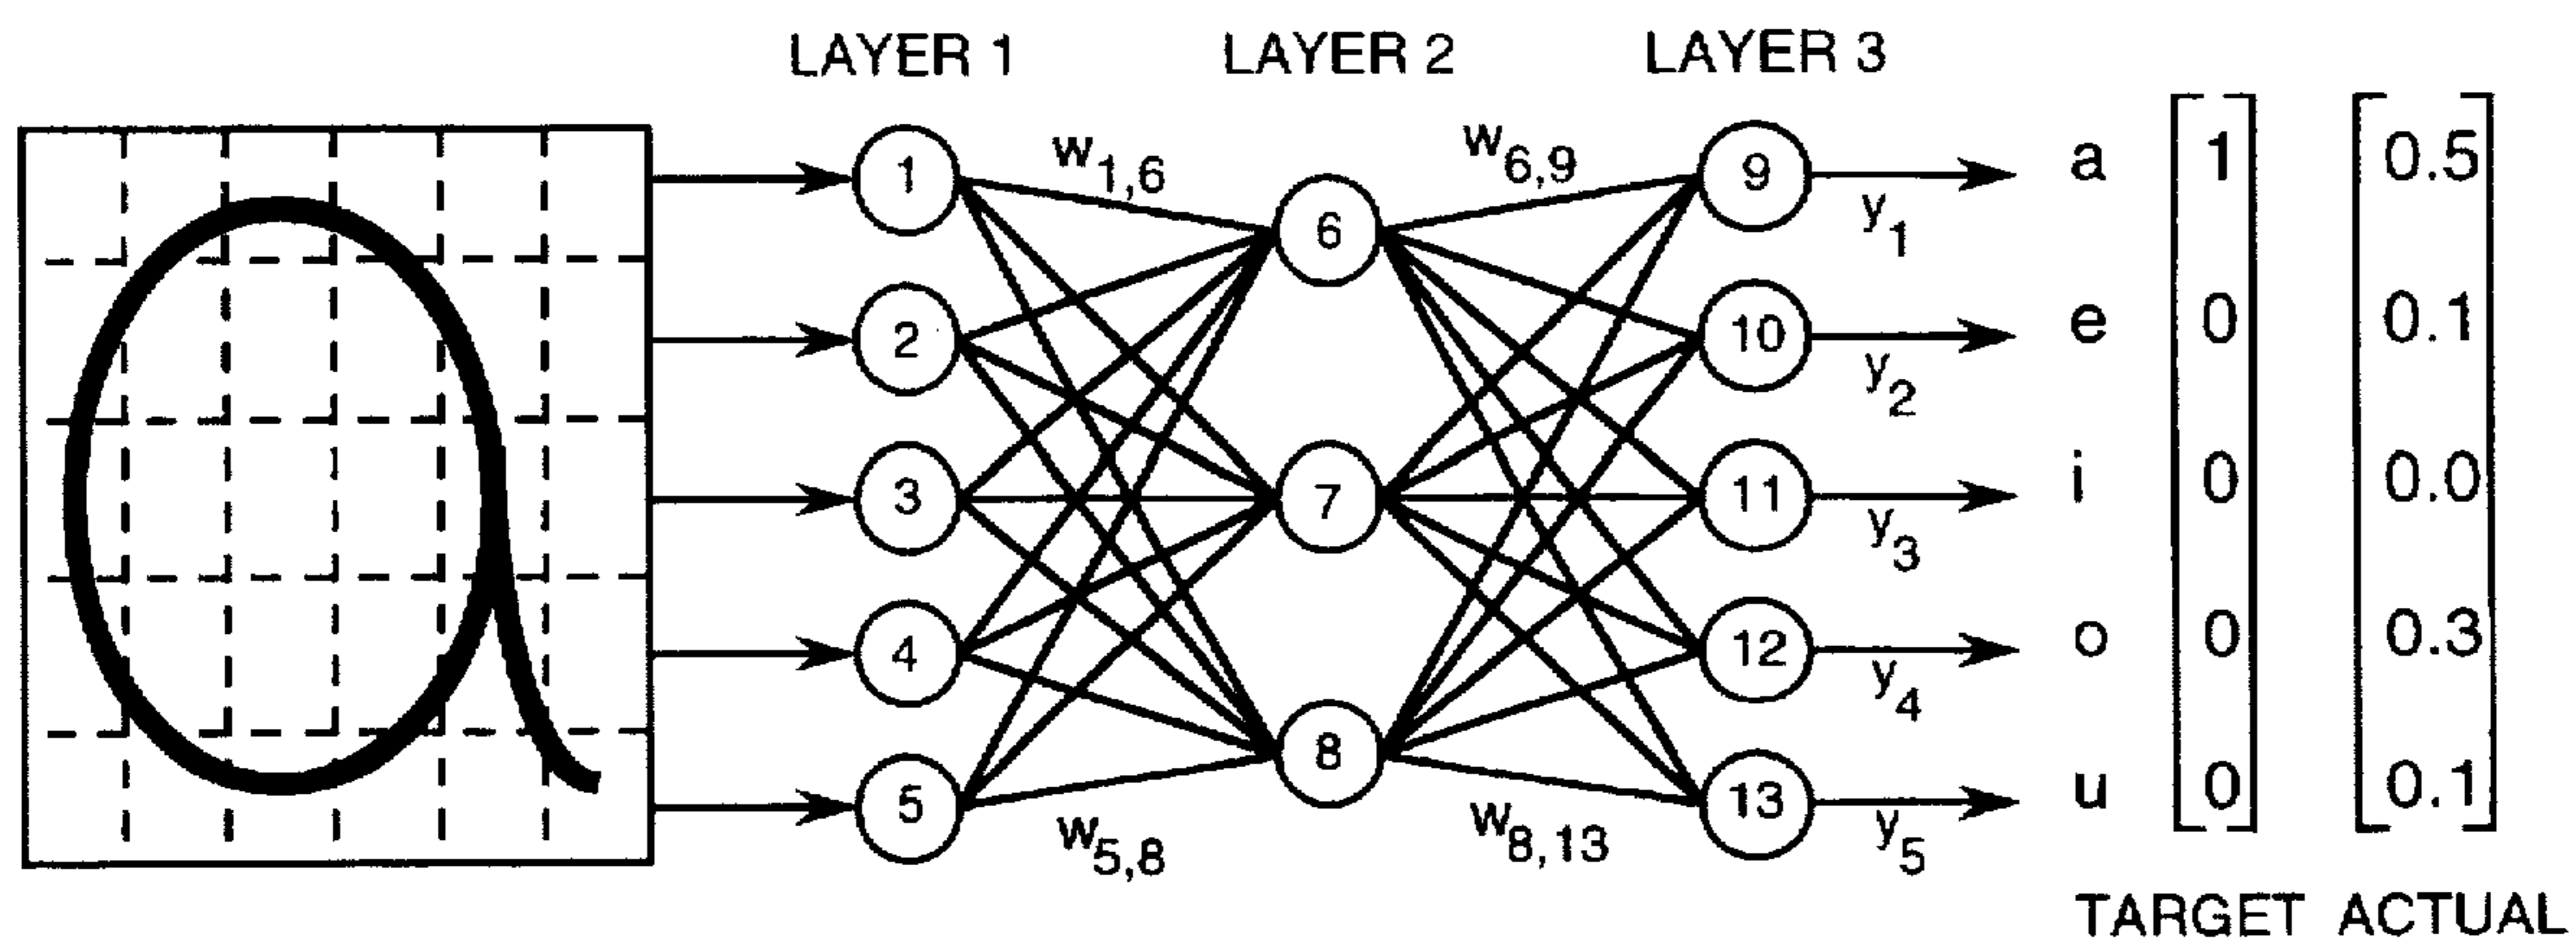 LAYER 1 LAYER 2 LAYER 3
w1,6 w6,9
1 6 9 y1 a 1 0.5
2 10 y2 e 0 0.1
3 7 11 y3 i 0 0.0
4 12 y4 o 0 0.3
5 8 13 y5 u 0 0.1
w5,8 w8,13
TARGET ACTUAL